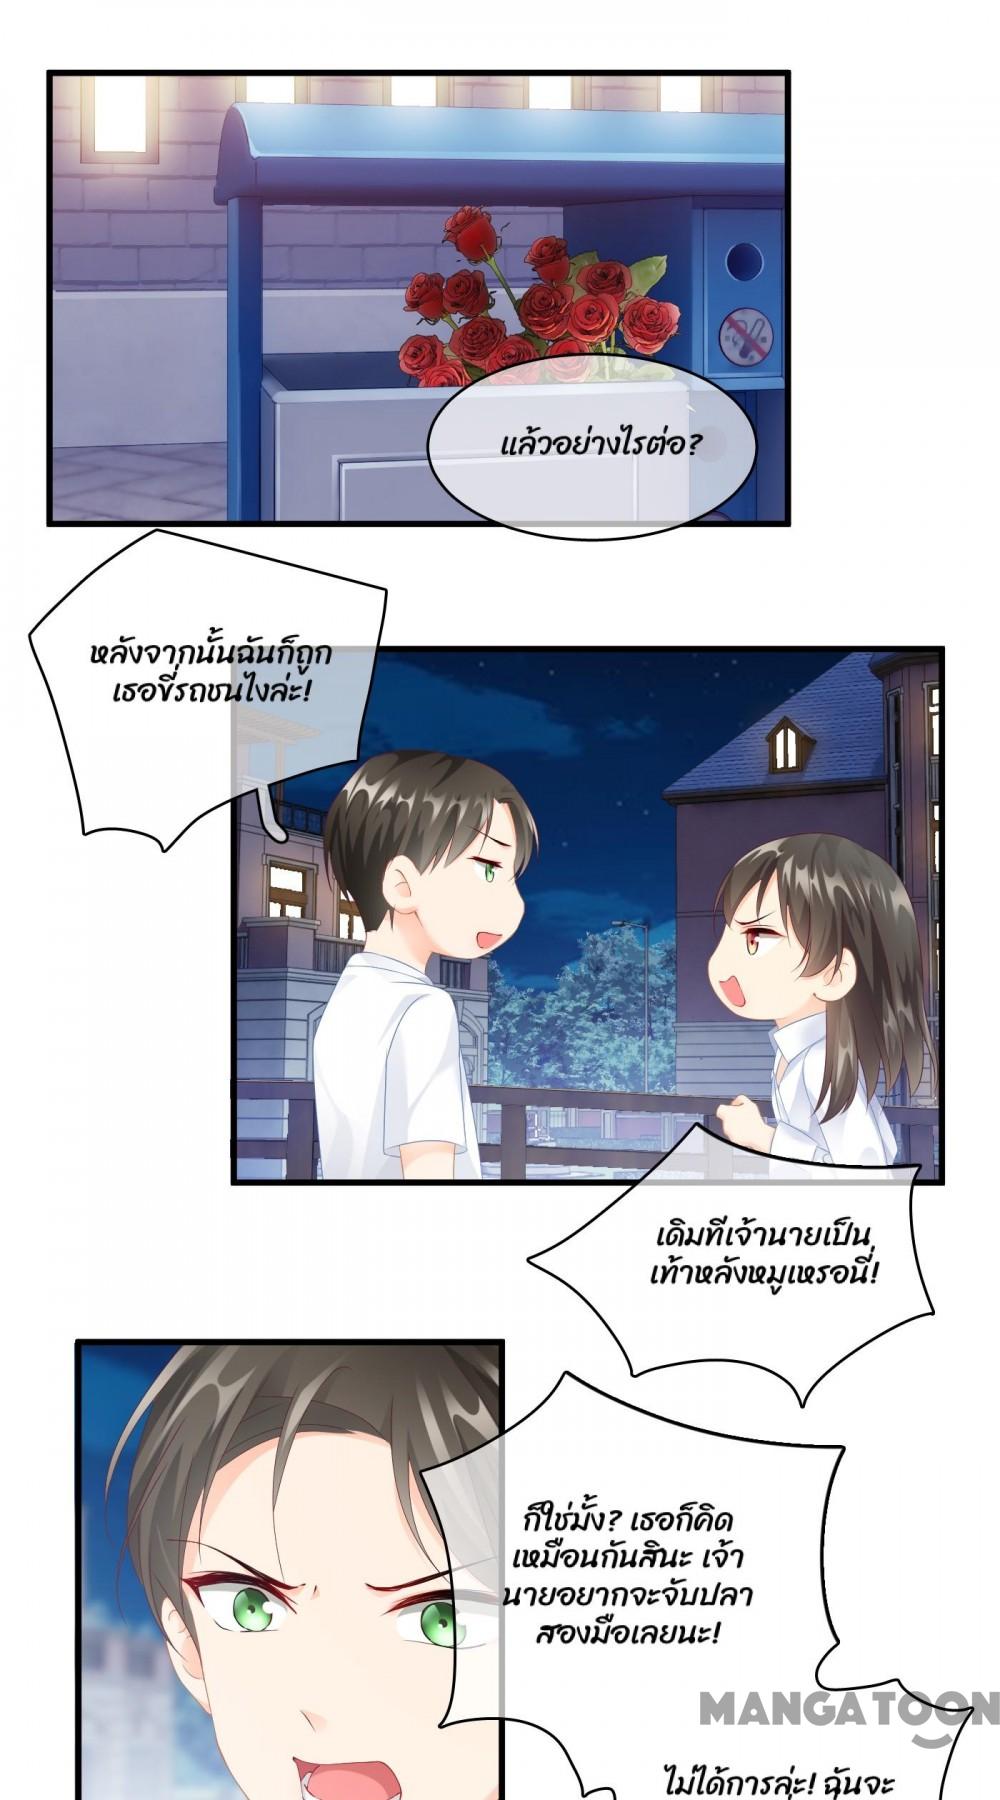 แล้วอย่างไรต่อ?
หลังจากนั้นฉันก็ถูก
เธอขี่รถชนไงล่ะ!
เดิมทีเจ้านายเป็น
เท้าหลังหมูเหรอนี่!
ก็ใช่มั้ง? เธอก็คิด
เหมือนกันสินะ เจ้า
นายอยากจะจับปลา
สองมือเลยนะ!
MANGATOON
ไม่ได้การล่ะ! ฉันจะ